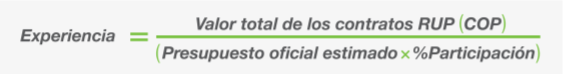 Experiencia = Valor total de los contratos RUP (COP)
(Presupuesto oficial estimado × %Participación)